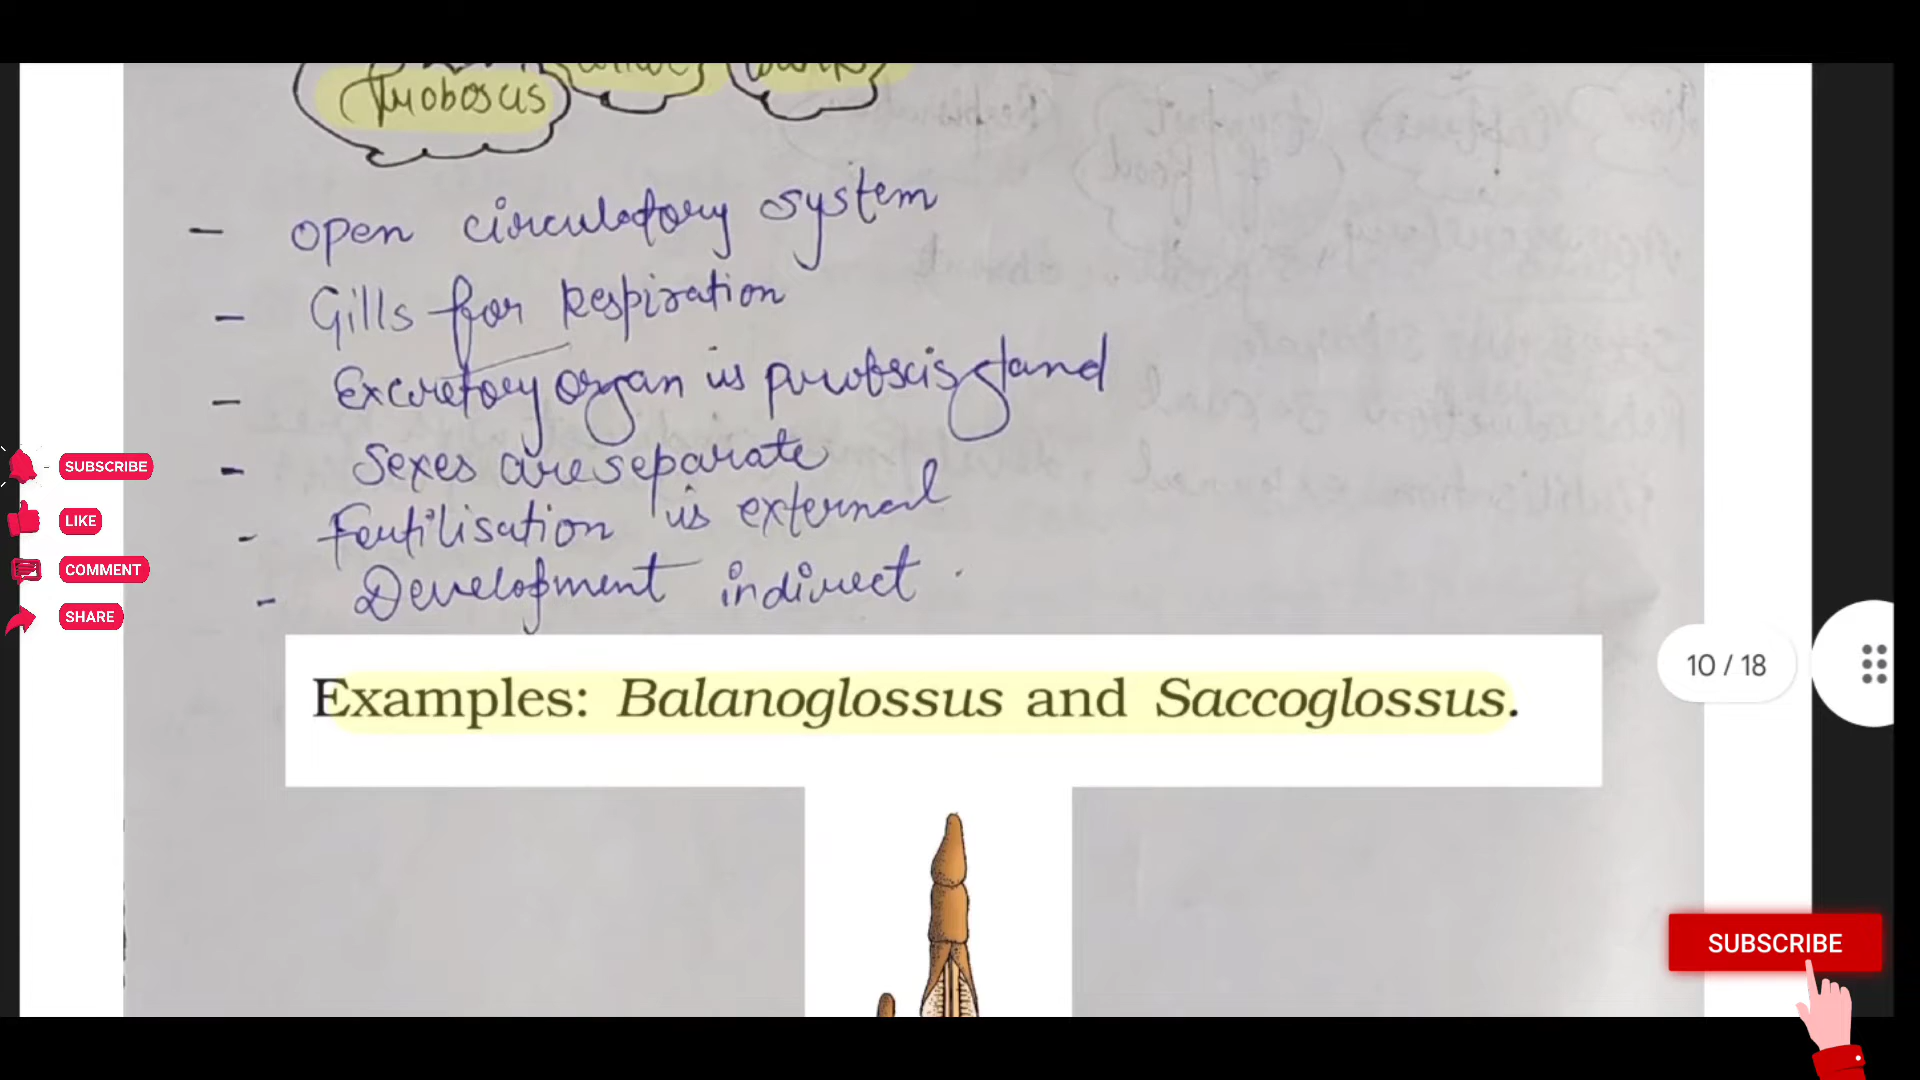 (Proboscis
- open circulatory system
- Gills for Respiration
- Excretory organ is probscis gland
- Sexes are separate
- Fertilisation is external
- Development indirect .
Examples: Balanoglossus and Saccoglossus.
SUBSCRIBE
LIKE
COMMENT
SHARE
10 / 18
SUBSCRIBE